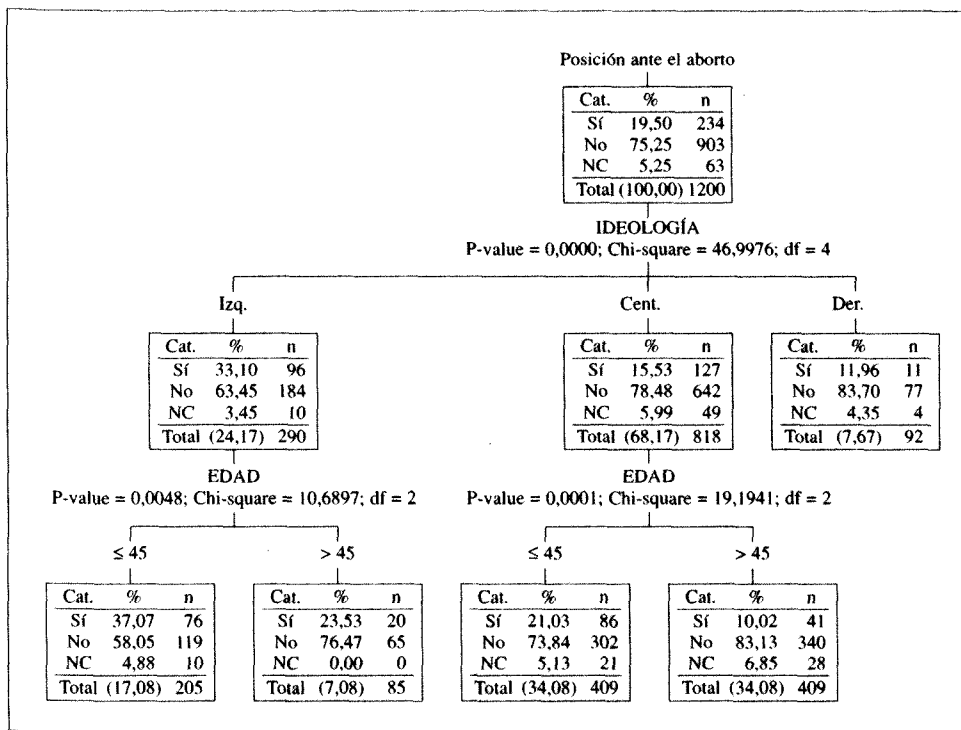 Posición ante el aborto
Cat. % n
Sí 19,50 234
No 75,25 903
NC 5,25 63
Total (100,00) 1200
IDEOLOGÍA
P-value = 0,0000; Chi-square = 46,9976; df = 4
Izq.
Cat. % n
Sí 33,10 96
No 63,45 184
NC 3,45 10
Total (24,17) 290
Cent.
Cat. % n
Sí 15,53 127
No 78,48 642
NC 5,99 49
Total (68,17) 818
Der.
Cat. % n
Sí 11,96 11
No 83,70 77
NC 4,35 4
Total (7,67) 92
EDAD
P-value = 0,0048; Chi-square = 10,6897; df = 2
≤ 45
Cat. % n
Sí 37,07 76
No 58,05 119
NC 4,88 10
Total (17,08) 205
> 45
Cat. % n
Sí 23,53 20
No 76,47 65
NC 0,00 0
Total (7,08) 85
EDAD
P-value = 0,0001; Chi-square = 19,1941; df = 2
≤ 45
Cat. % n
Sí 21,03 86
No 73,84 302
NC 5,13 21
Total (34,08) 409
> 45
Cat. % n
Sí 10,02 41
No 83,13 340
NC 6,85 28
Total (34,08) 409